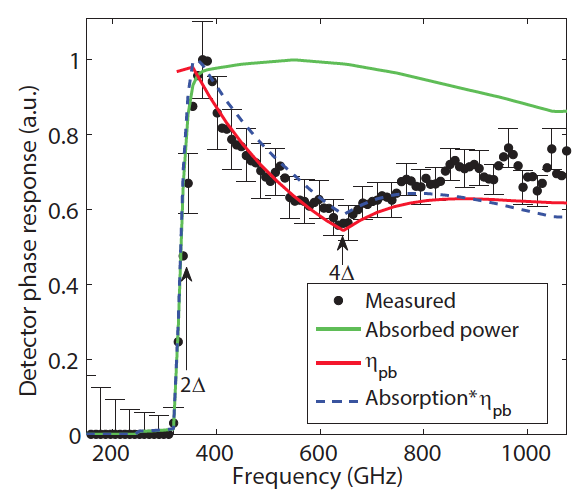 Detector phase response (a.u.)
1
0.8
0.6
0.4
0.2
0
2Δ
4Δ
Measured
Absorbed power
η_pb
Absorption*η_pb
200 400 600 800 1000
Frequency (GHz)